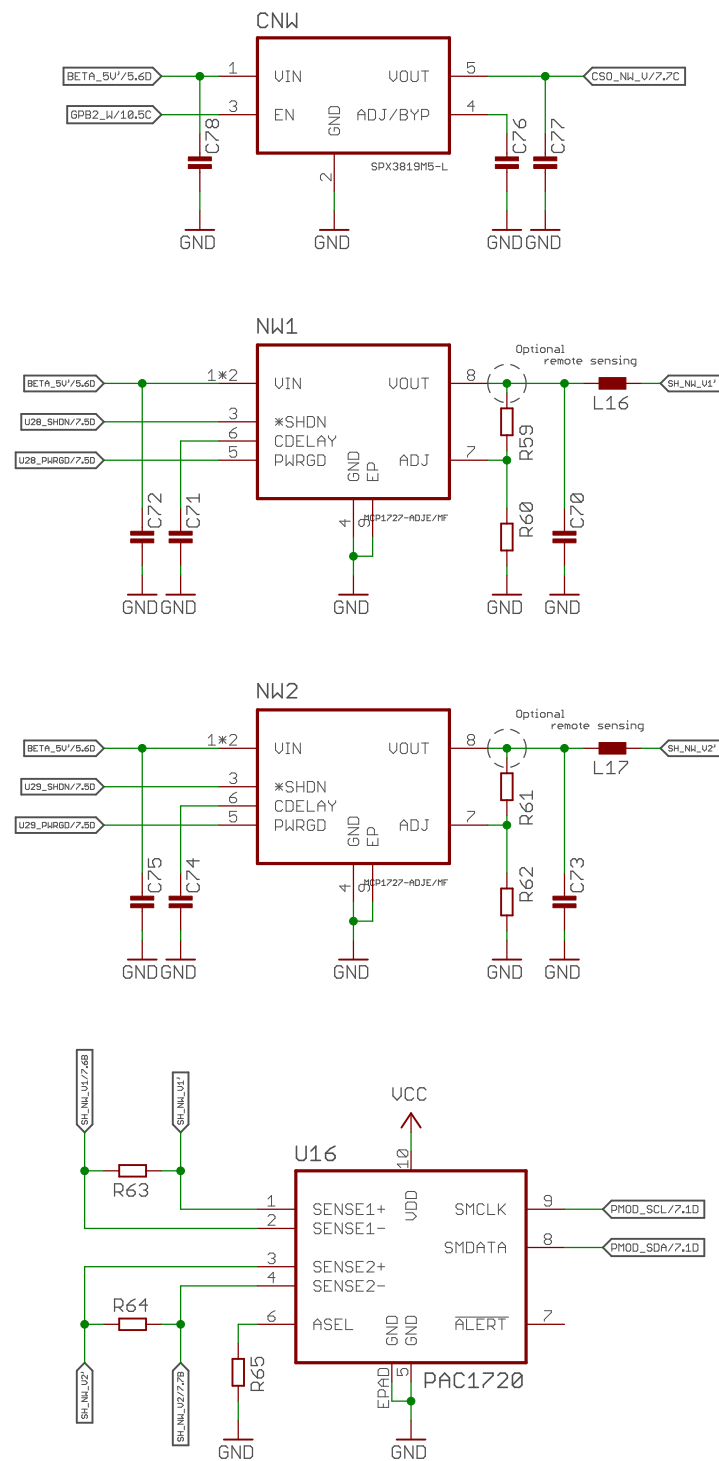 CNW
BETA_5V'/5.6D
1
VIN
VOUT
5
CSO_NW_V/7.7C
GPB2_W/10.5C
3
EN
GND
ADJ/BYP
4
C78
C76
C77
2
SPX3819M5-L
GND
GND
GND
GND
NW1
Optional
remote sensing
BETA_5V'/5.6D
1*2
VIN
VOUT
8
L16
SH_NW_V1'
U28_SHDN/7.5D
3
*SHDN
6
CDELAY
U28_PWRGD/7.5D
5
PWRGD
GND
EP
ADJ
7
R59
C72
C71
4
9
MCP1727-ADJE/MF
R60
C70
GND
GND
GND
GND
GND
NW2
Optional
remote sensing
BETA_5V'/5.6D
1*2
VIN
VOUT
8
L17
SH_NW_V2'
U29_SHDN/7.5D
3
*SHDN
6
CDELAY
U29_PWRGD/7.5D
5
PWRGD
GND
EP
ADJ
7
R61
C75
C74
4
9
MCP1727-ADJE/MF
R62
C73
GND
GND
GND
GND
GND
SH_NW_V1/7.6B
SH_NW_V1'
VCC
10
U16
R63
1
SENSE1+
VDD
SMCLK
9
PMOD_SCL/7.1D
2
SENSE1-
3
SENSE2+
SMDATA
8
PMOD_SDA/7.1D
4
SENSE2-
R64
6
ASEL
GND
GND
ALERT
7
R65
EPAD
5
PAC1720
SH_NW_V2'
SH_NW_V2/7.7B
GND
GND